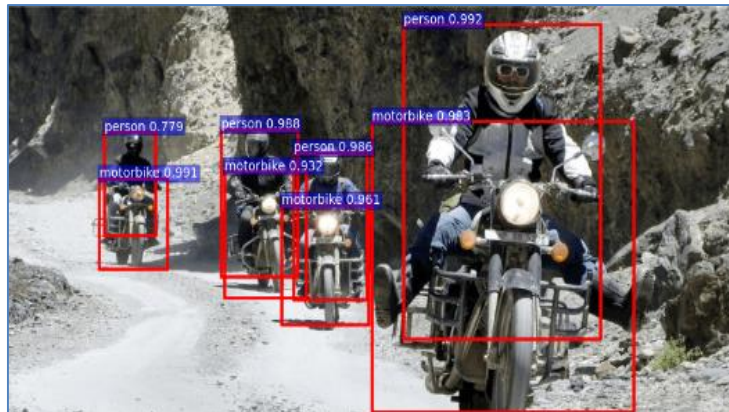 person 0.992
motorbike 0.983
person 0.779
person 0.988
person 0.986
motorbike 0.991
motorbike 0.932
motorbike 0.961